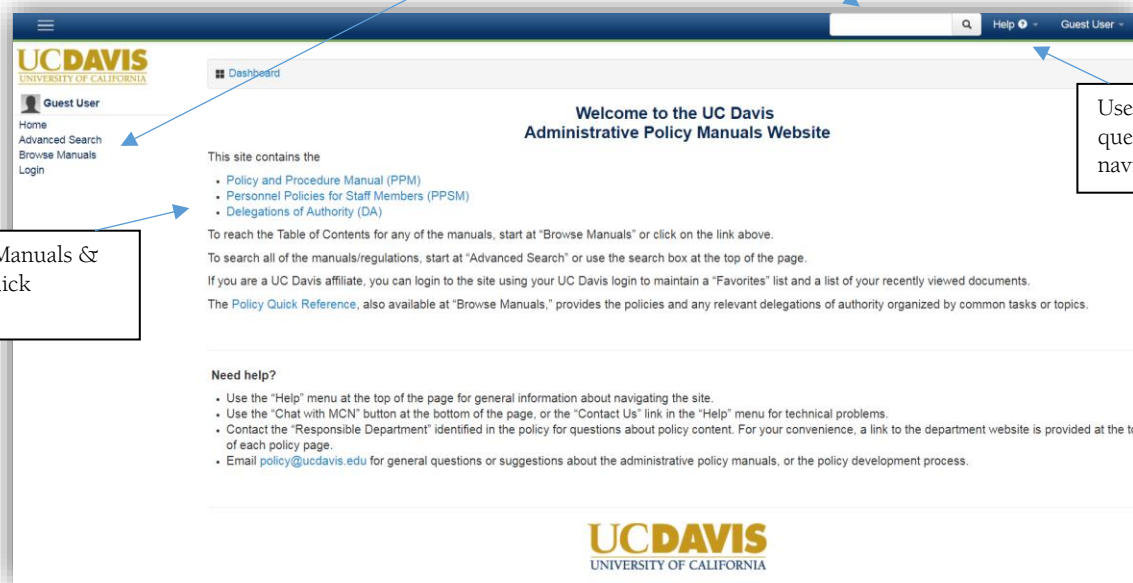 Help
Guest User
UCDAVIS
UNIVERSITY OF CALIFORNIA
Dashboard
Guest User
Home
Advanced Search
Browse Manuals
Login
Welcome to the UC Davis
Administrative Policy Manuals Website
This site contains the
• Policy and Procedure Manual (PPM)
• Personnel Policies for Staff Members (PPSM)
• Delegations of Authority (DA)
To reach the Table of Contents for any of the manuals, start at “Browse Manuals” or click on the link above.
To search all of the manuals/regulations, start at “Advanced Search” or use the search box at the top of the page.
If you are a UC Davis affiliate, you can login to the site using your UC Davis login to maintain a “Favorites” list and a list of your recently viewed documents.
The Policy Quick Reference, also available at “Browse Manuals,” provides the policies and any relevant delegations of authority organized by common tasks or topics.
Use
que
nav
Manuals &
ick
Need help?
• Use the “Help” menu at the top of the page for general information about navigating the site.
• Use the “Chat with MCN” button at the bottom of the page, or the “Contact Us” link in the “Help” menu for technical problems.
• Contact the “Responsible Department” identified in the policy for questions about policy content. For your convenience, a link to the department website is provided at the to
of each policy page.
• Email policy@ucdavis.edu for general questions or suggestions about the administrative policy manuals, or the policy development process.
UCDAVIS
UNIVERSITY OF CALIFORNIA